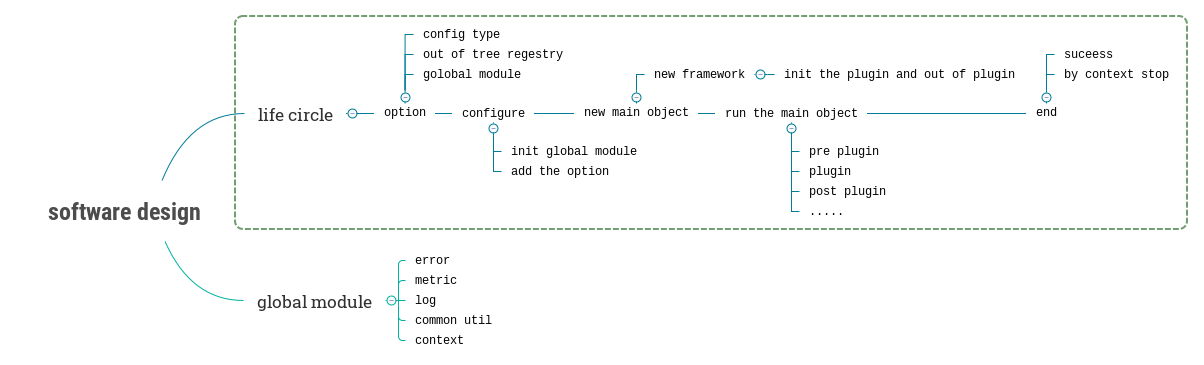 software design
life circle
option
config type
out of tree regestry
golobal module
configure
init global module
add the option
new main object
new framework
init the plugin and out of plugin
run the main object
pre plugin
plugin
post plugin
.....
end
suceess
by context stop
global module
error
metric
log
common util
context